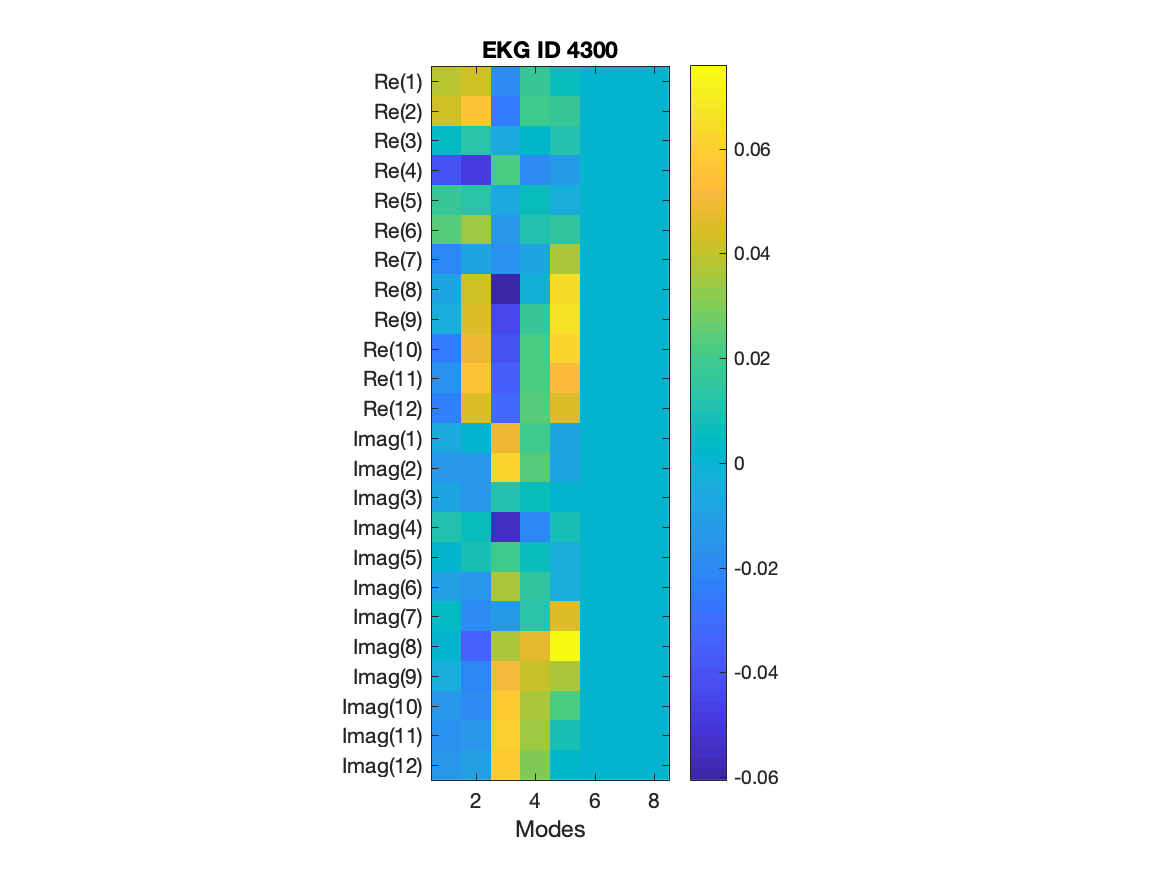 EKG ID 4300
Re(1)
Re(2)
Re(3)
Re(4)
Re(5)
Re(6)
Re(7)
Re(8)
Re(9)
Re(10)
Re(11)
Re(12)
Imag(1)
Imag(2)
Imag(3)
Imag(4)
Imag(5)
Imag(6)
Imag(7)
Imag(8)
Imag(9)
Imag(10)
Imag(11)
Imag(12)
2 4 6 8
Modes
0.06
0.04
0.02
0
-0.02
-0.04
-0.06